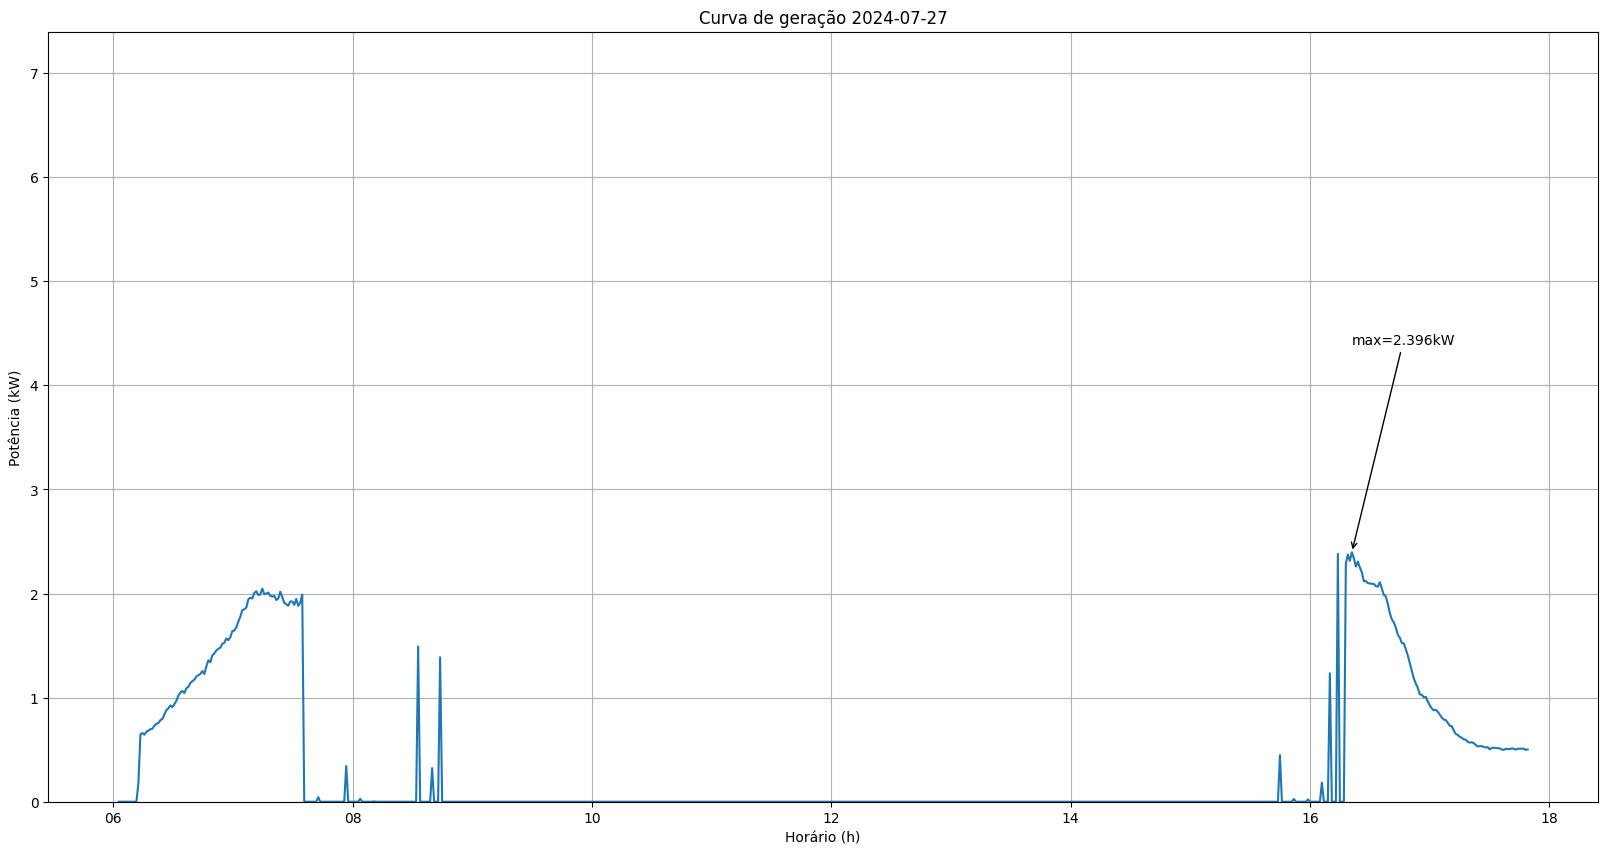 Curva de geração 2024-07-27
7
6
5
4
3
2
1
0
Potência (kW)
max=2.396kW
06 08 10 12 14 16 18
Horário (h)